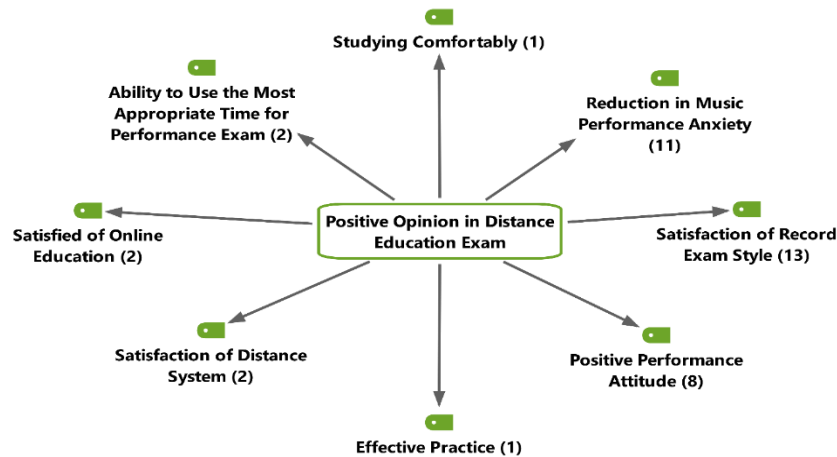 Studying Comfortably (1)
Ability to Use the Most
Appropriate Time for
Performance Exam (2)
Reduction in Music
Performance Anxiety
(11)
Satisfied of Online
Education (2)
Positive Opinion in Distance
Education Exam
Satisfaction of Record
Exam Style (13)
Satisfaction of Distance
System (2)
Positive Performance
Attitude (8)
Effective Practice (1)